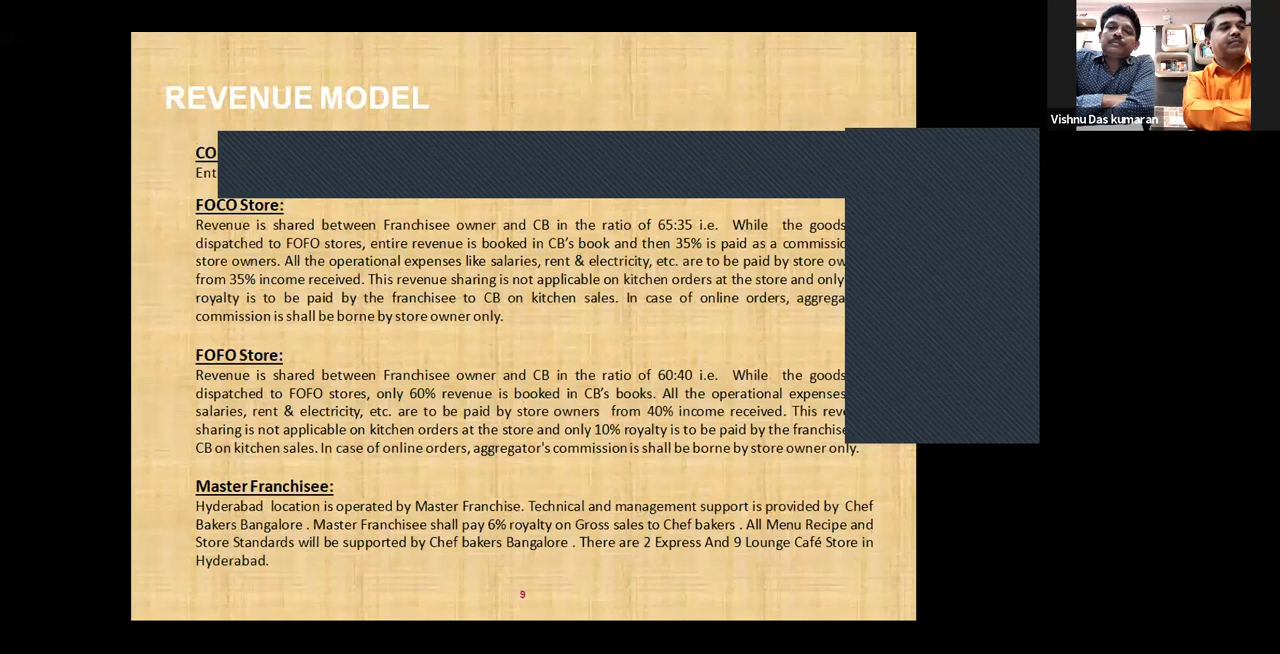 REVENUE MODEL
Vishnu Das kumaran
FOCO Store:
Revenue is shared between Franchisee owner and CB in the ratio of 65:35 i.e. While the goods
dispatched to FOFO stores, entire revenue is booked in CB's book and then 35% is paid as a
store owners. All the operational expenses like salaries, rent & electricity, etc. are to be paid by store
from 35% income received. This revenue sharing is not applicable on kitchen orders at the store and only
royalty is to be paid by the franchisee to CB on kitchen sales. In case of online orders,
commission is shall be borne by store owner only.
FOFO Store:
Revenue is shared between Franchisee owner and CB in the ratio of 60:40 i.e. While the goods
dispatched to FOFO stores, only 60% revenue is booked in CB's books. All the operational expenses
salaries, rent & electricity, etc. are to be paid by store owners from 40% income received. This
sharing is not applicable on kitchen orders at the store and only 10% royalty is to be paid by the
CB on kitchen sales. In case of online orders, aggregator's commission is shall be borne by store owner only.
Master Franchisee:
Hyderabad location is operated by Master Franchise. Technical and management support is provided by Chef
Bakers Bangalore . Master Franchisee shall pay 6% royalty on Gross sales to Chef bakers . All Menu Recipe and
Store Standards will be supported by Chef bakers Bangalore . There are 2 Express And 9 Lounge Café Store in
Hyderabad.
9